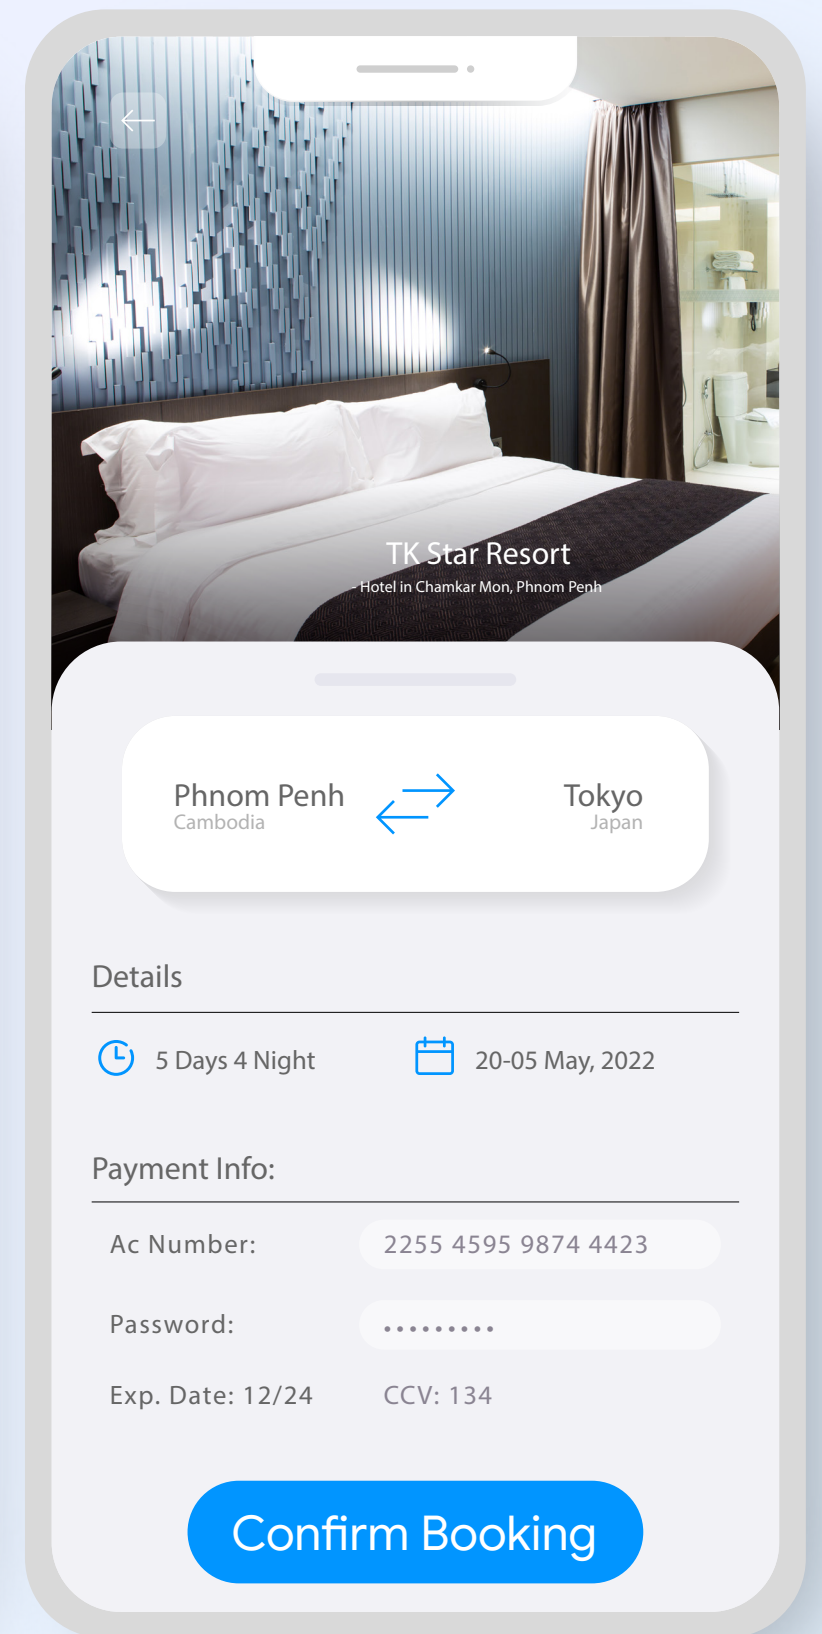 TK Star Resort
- Hotel in Chamkar Mon, Phnom Penh
Phnom Penh
Cambodia
Tokyo
Japan
Details
5 Days 4 Night
20-05 May, 2022
Payment Info:
Ac Number: 2255 4595 9874 4423
Password: •••••••••
Exp. Date: 12/24 CCV: 134
Confirm Booking